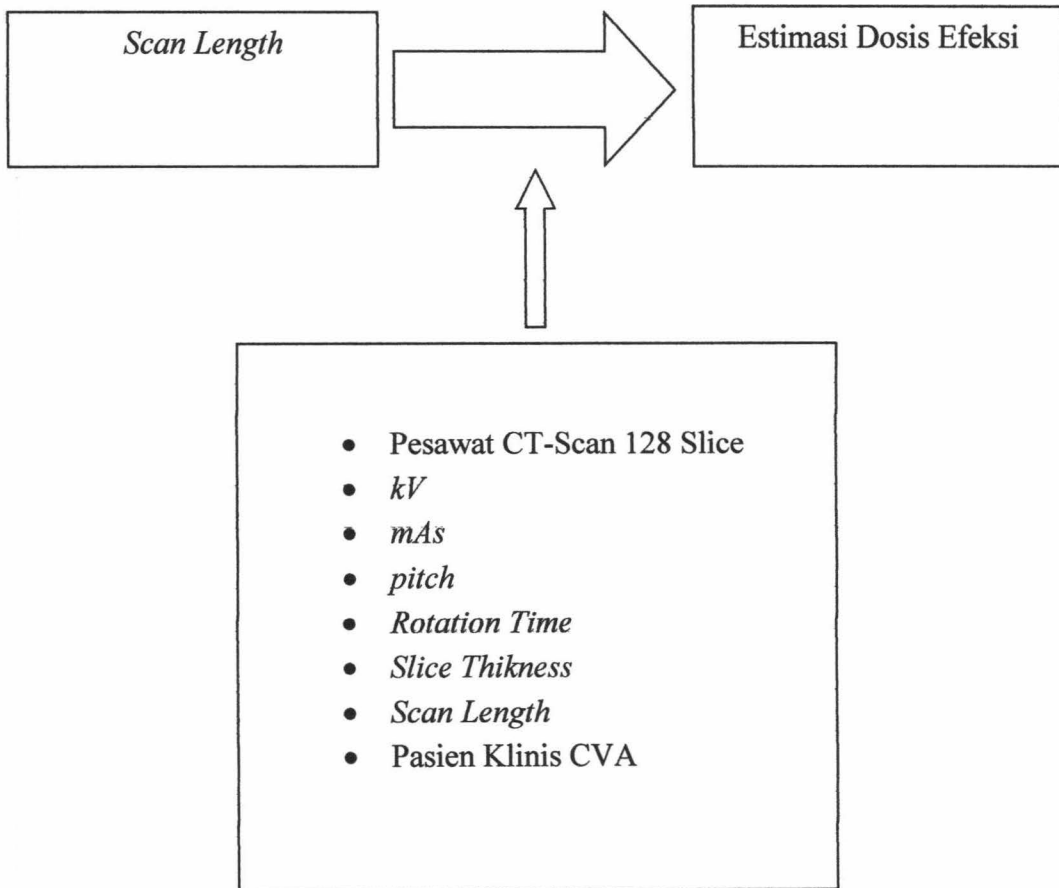 Scan Length
Estimasi Dosis Efeksi
• Pesawat CT-Scan 128 Slice
• kV
• mAs
• pitch
• Rotation Time
• Slice Thikness
• Scan Length
• Pasien Klinis CVA